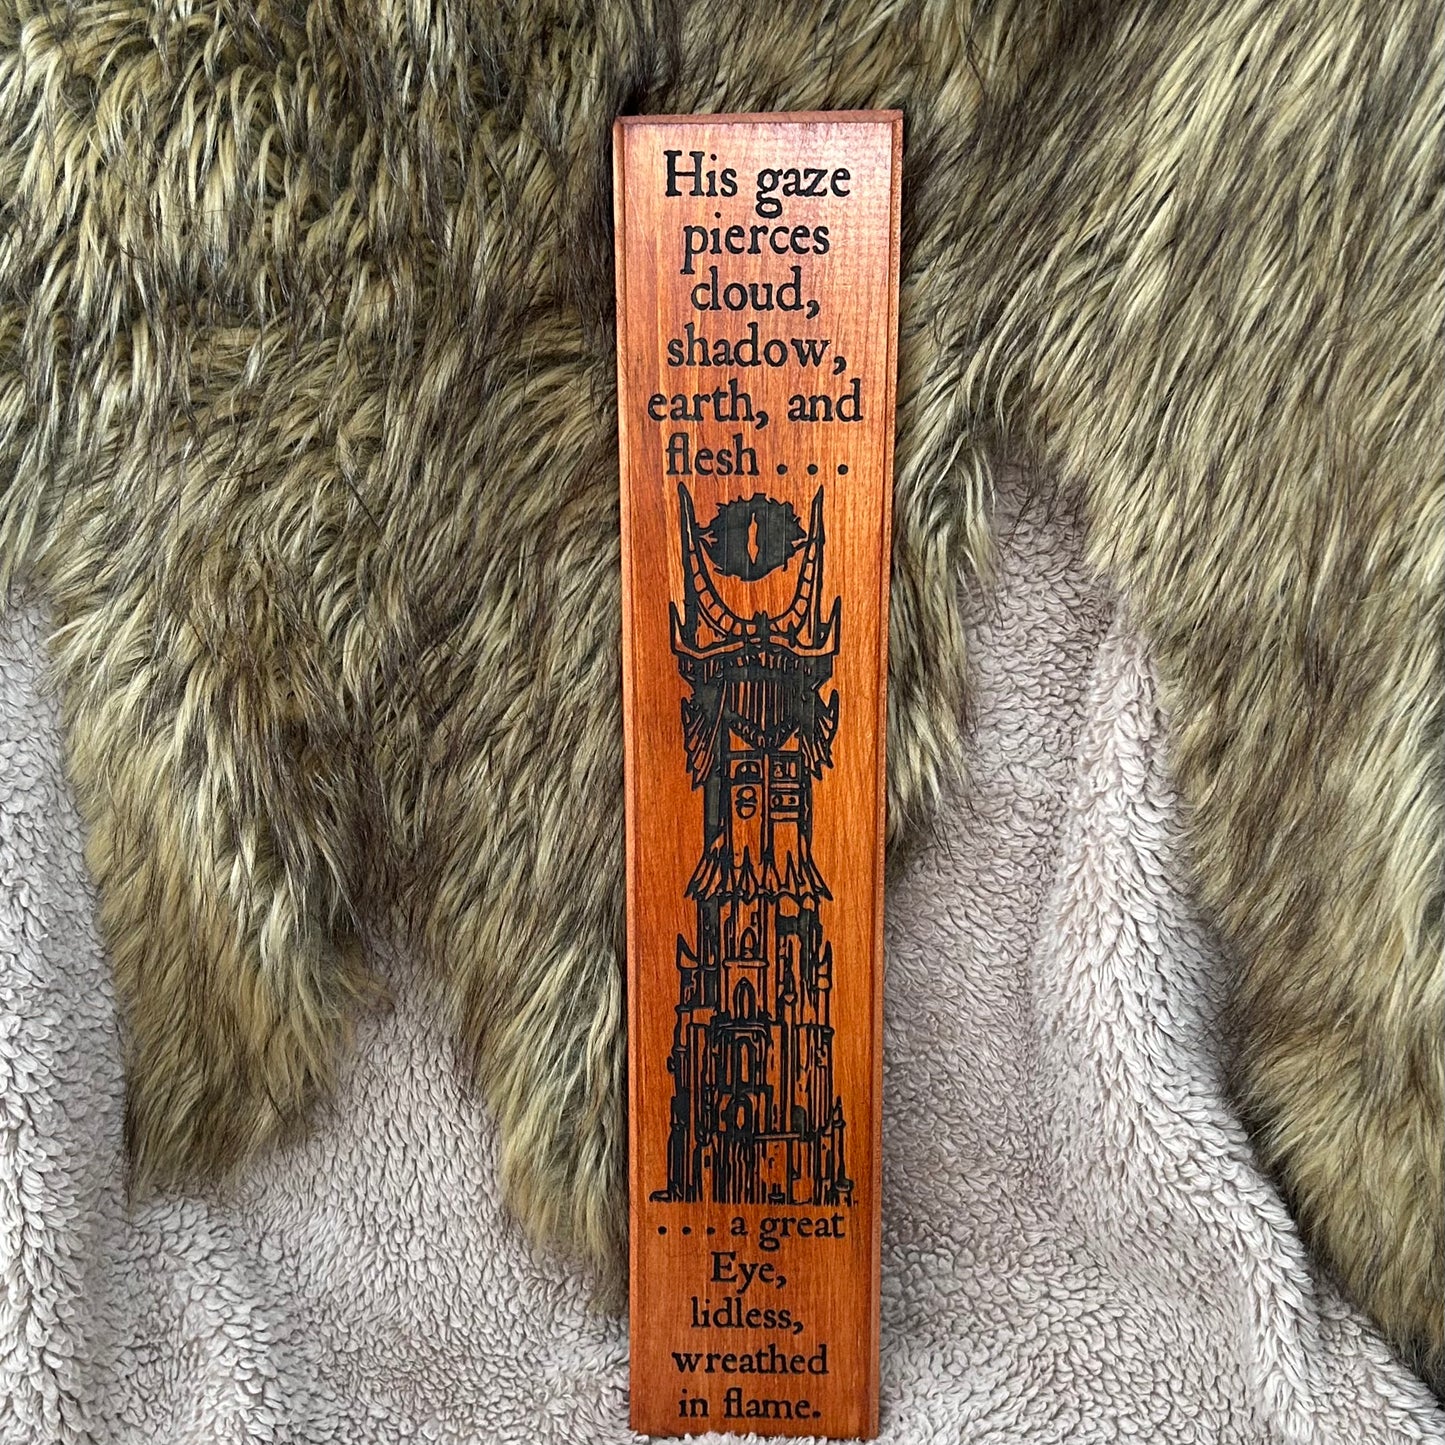 His gaze
pierces
cloud,
shadow,
earth, and
flesh . . .
. . . a great
Eye,
lidless,
wreathed
in flame.